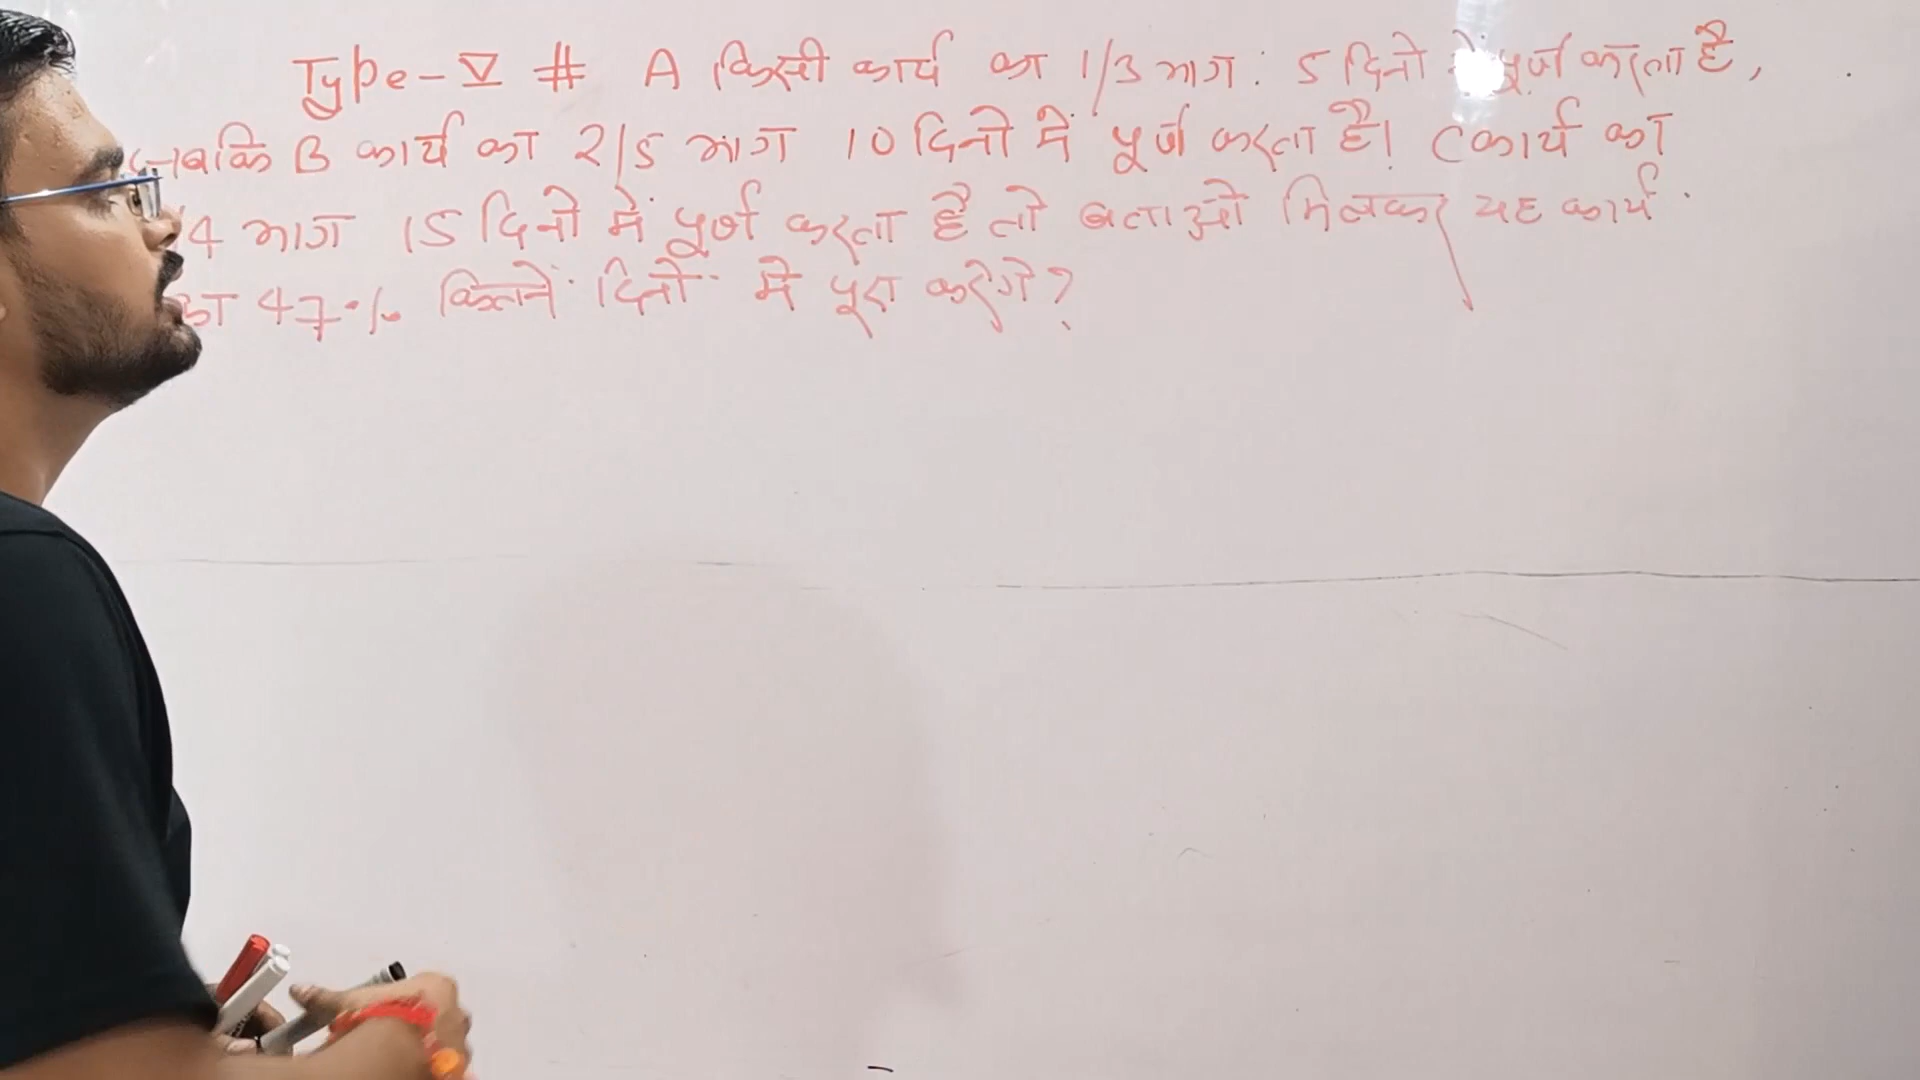 Type-V # A किसी कार्य का 1/3 भाग 5 दिनो में पूर्ण करता है,
जबकि B कार्य का 2/5 भाग 10 दिनो में पूर्ण करता है। C कार्य का
/4 भाग 15 दिनो में पूर्ण करता है तो बताओ मिलकर यह कार्य
का 47% कितने दिनों में पूरा करेंगे?